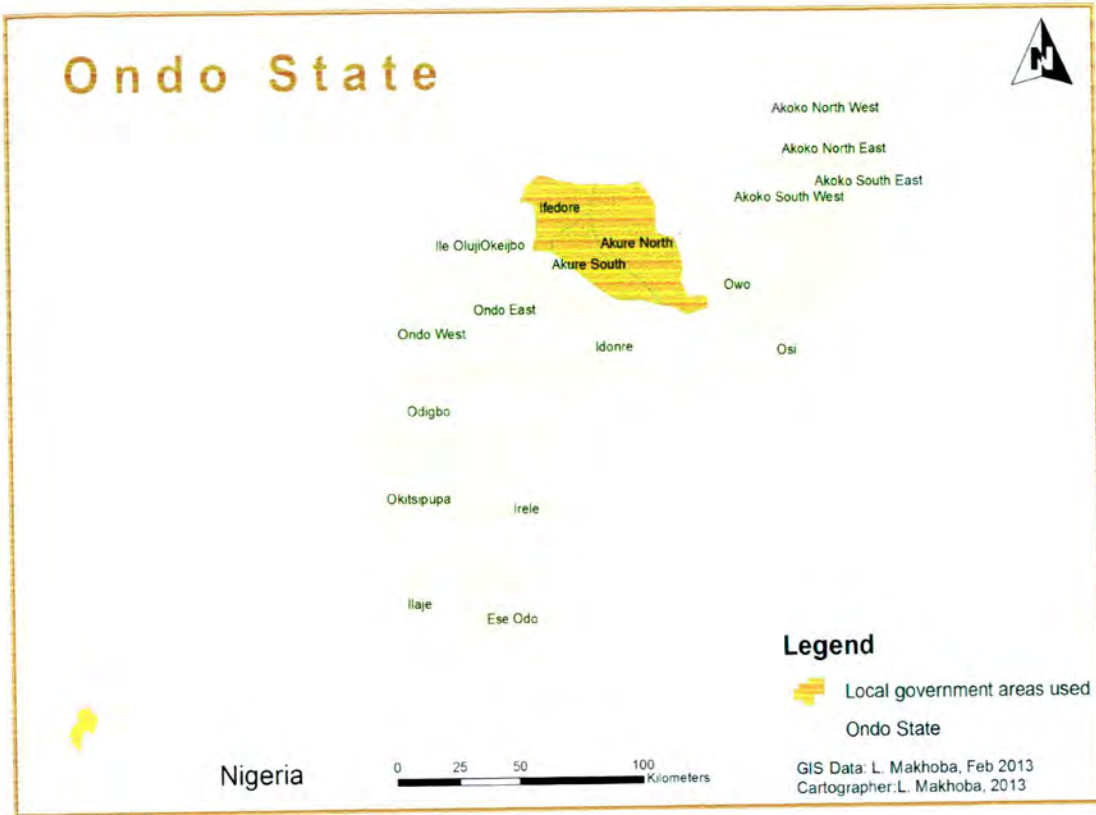 Ondo State
N
Akoko North West
Akoko North East
Akoko South East
Akoko South West
Ifedore
Akure North
Ile OlujiOkeijbo
Akure South
Owo
Ondo East
Ondo West
Idonre
Osi
Odigbo
Okitsipupa
Irele
Ilaje
Ese Odo
Legend
Local government areas used
Ondo State
Nigeria
0 25 50 100
Kilometers
GIS Data: L. Makhoba, Feb 2013
Cartographer:L. Makhoba, 2013